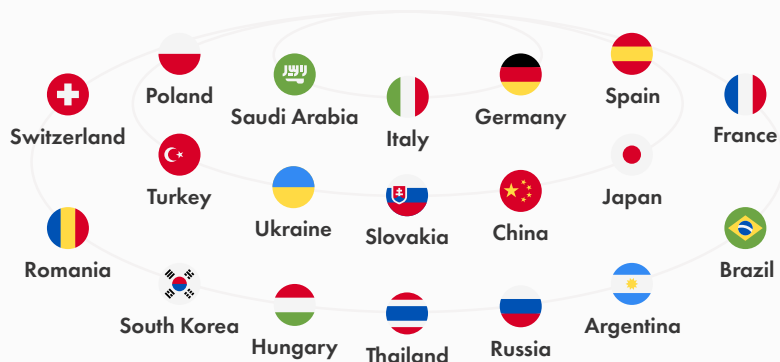 Switzerland
Poland
Saudi Arabia
Italy
Germany
Spain
France
Turkey
Ukraine
Slovakia
China
Japan
Romania
South Korea
Hungary
Thailand
Russia
Argentina
Brazil